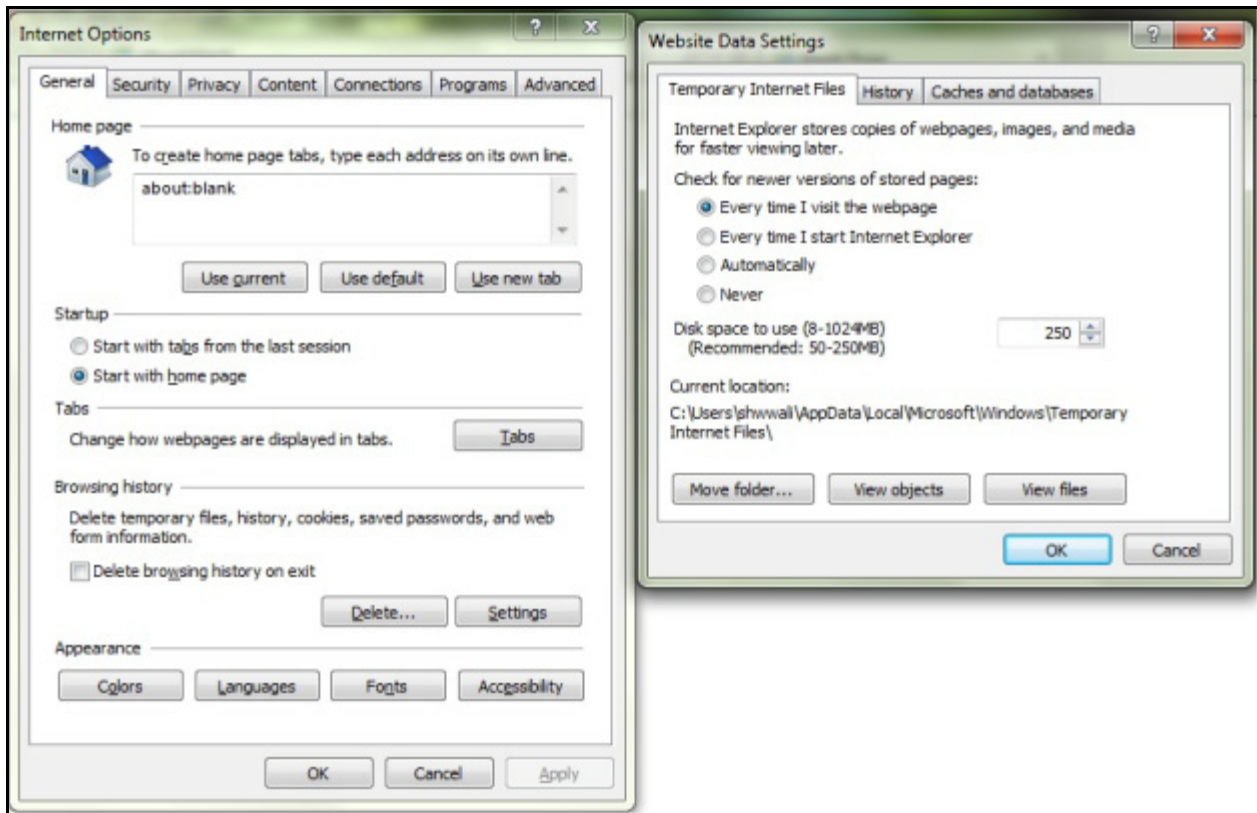 Internet Options
General Security Privacy Content Connections Programs Advanced
Home page
To create home page tabs, type each address on its own line.
about:blank
Use current Use default Use new tab
Startup
Start with tabs from the last session
Start with home page
Tabs
Change how webpages are displayed in tabs. Tabs
Browsing history
Delete temporary files, history, cookies, saved passwords, and web
form information.
Delete browsing history on exit
Delete... Settings
Appearance
Colors Languages Fonts Accessibility
OK Cancel Apply
Website Data Settings
Temporary Internet Files History Caches and databases
Internet Explorer stores copies of webpages, images, and media
for faster viewing later.
Check for newer versions of stored pages:
Every time I visit the webpage
Every time I start Internet Explorer
Automatically
Never
Disk space to use (8-1024MB) 250
(Recommended: 50-250MB)
Current location:
C:\Users\shwwali\AppData\Local\Microsoft\Windows\Temporary
Internet Files\
Move folder... View objects View files
OK Cancel